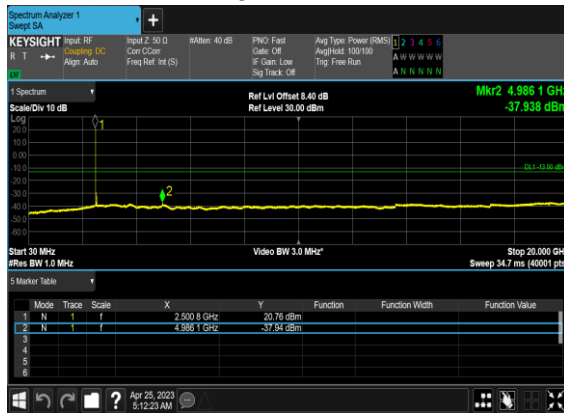 Spectrum Analyzer 1
Swept SA
KEYSIGHT Input: RF Input Z: 50 Ω #Atten: 40 dB PNO: Fast Avg Type: Power (RMS) 1 2 3 4 5 6
R T Coupling: DC Corr CCorr Gate: Off Avg|Hold: 100/100 A W W W W W
Align: Auto Freq Ref: Int (S) IF Gain: Low Trig: Free Run
Sig Track: Off A N N N N N
1 Spectrum Ref Lvl Offset 8.40 dB Mkr2 4.986 1 GH
Scale/Div 10 dB Ref Level 30.00 dBm -37.938 dB
Log
20.0
10.0
0.00
-10.0
-20.0
-30.0
-40.0
-50.0
-60.0
1
2
DL1 -13.00 dB
Start 30 MHz Video BW 3.0 MHz* Stop 20.000 GH
#Res BW 1.0 MHz Sweep 34.7 ms (40001 pts
5 Marker Table
Mode Trace Scale X Y Function Function Width Function Value
1 N 1 f 2.500 8 GHz 20.76 dBm
2 N 1 f 4.986 1 GHz -37.94 dBm
3
4
5
6
? Apr 25, 2023
5:12:23 AM